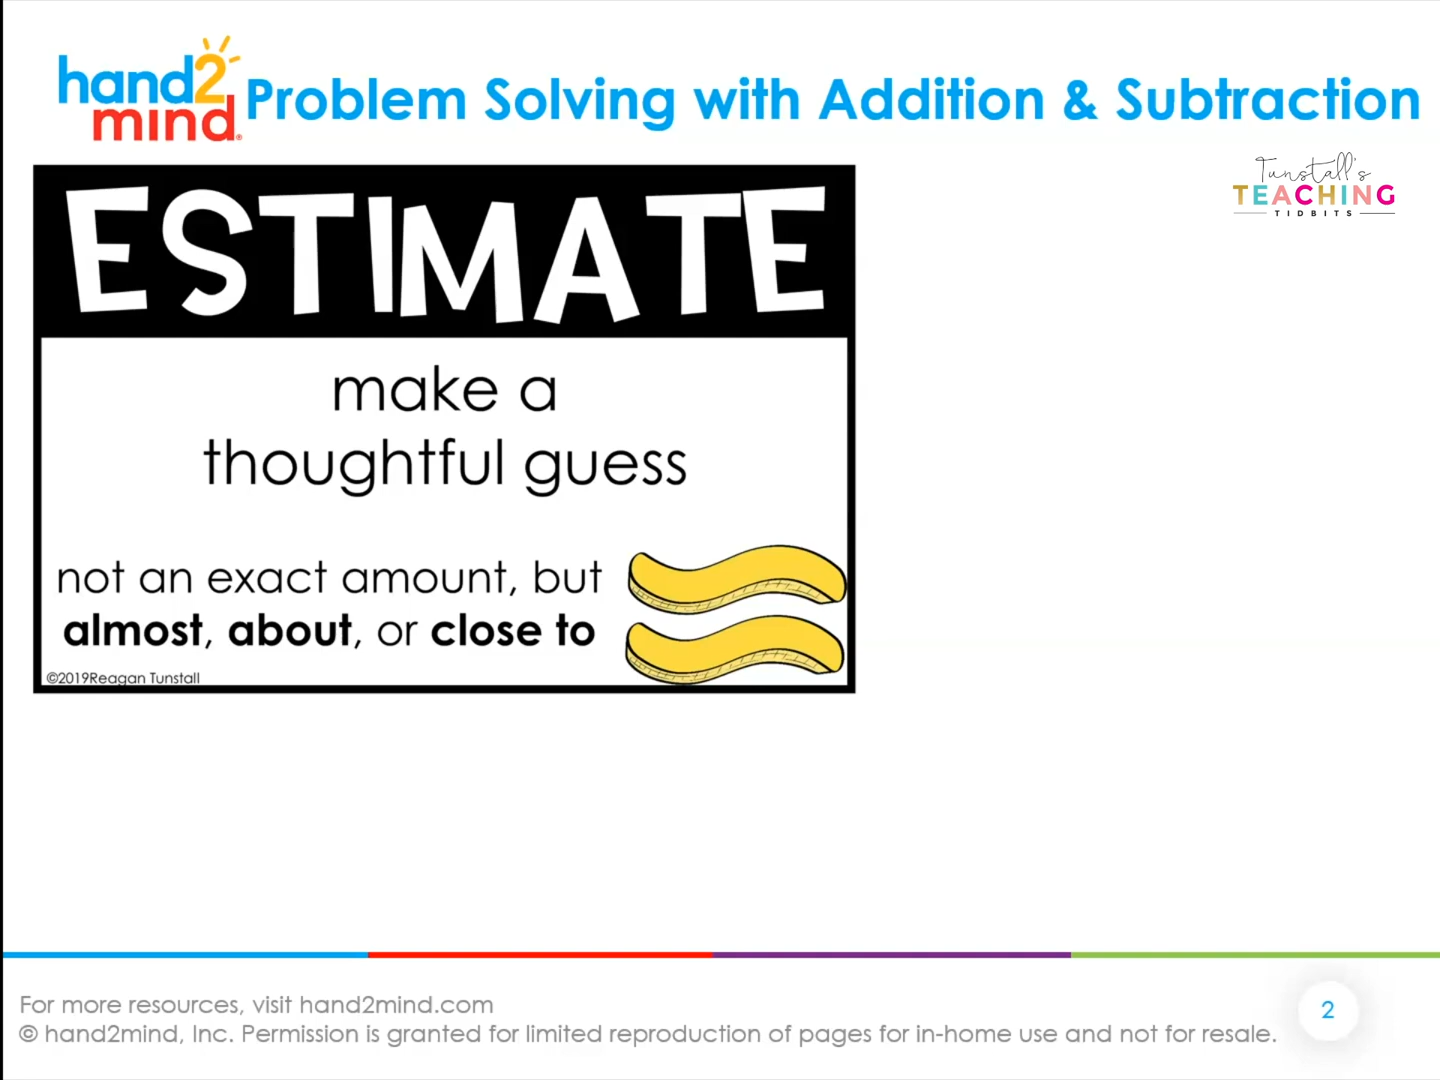 hand2
mind®
Problem Solving with Addition & Subtraction
Tunstall's
TEACHING
TIDBITS
ESTIMATE
make a
thoughtful guess
not an exact amount, but
almost, about, or close to
©2019Reagan Tunstall
For more resources, visit hand2mind.com
© hand2mind, Inc. Permission is granted for limited reproduction of pages for in-home use and not for resale.
2